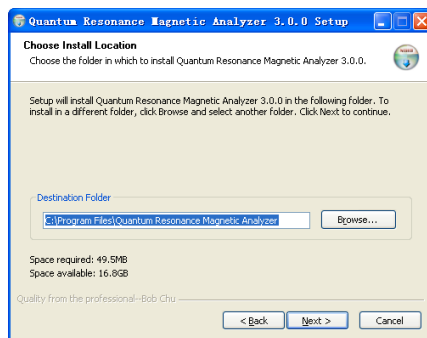 Quantum Resonance Magnetic Analyzer 3.0.0 Setup
Choose Install Location
Choose the folder in which to install Quantum Resonance Magnetic Analyzer 3.0.0.
Setup will install Quantum Resonance Magnetic Analyzer 3.0.0 in the following folder. To
install in a different folder, click Browse and select another folder. Click Next to continue.
Destination Folder
C:\Program Files\Quantum Resonance Magnetic Analyzer
Browse...
Space required: 49.5MB
Space available: 16.8GB
Quality from the professional--Bob Chu
< Back
Next >
Cancel